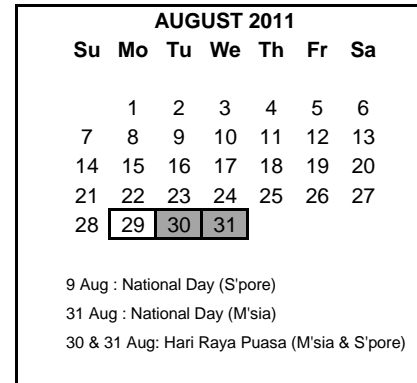 AUGUST 2011
Su Mo Tu We Th Fr Sa
1 2 3 4 5 6
7 8 9 10 11 12 13
14 15 16 17 18 19 20
21 22 23 24 25 26 27
28 29 30 31
9 Aug : National Day (S'pore)
31 Aug : National Day (M'sia)
30 & 31 Aug: Hari Raya Puasa (M'sia & S'pore)